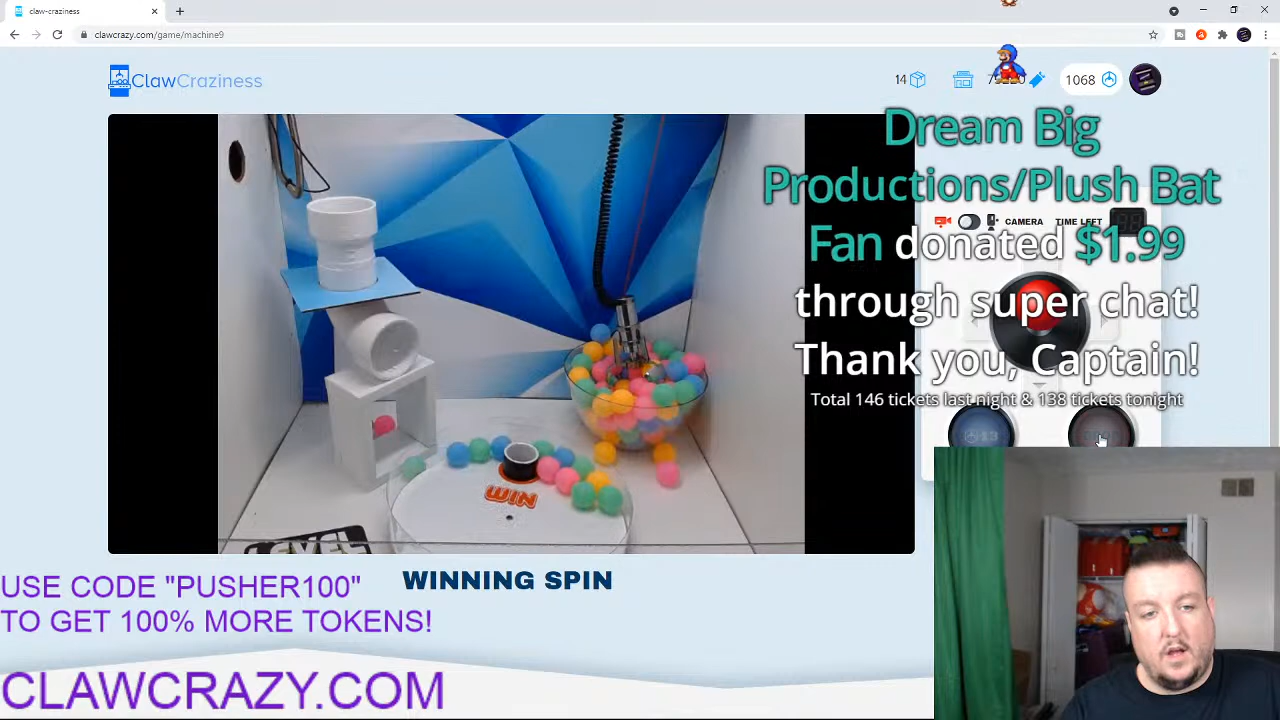 claw-craziness
clawcrazy.com/game/machine9
ClawCraziness
14
1068
Dream Big
Productions/Plush Bat
Fan donated $1.99
through super chat!
Thank you, Captain!
Total 146 tickets last night & 138 tickets tonight
CAMERA
TIME LEFT
WIN
WINNING SPIN
USE CODE "PUSHER100"
TO GET 100% MORE TOKENS!
CLAWCRAZY.COM